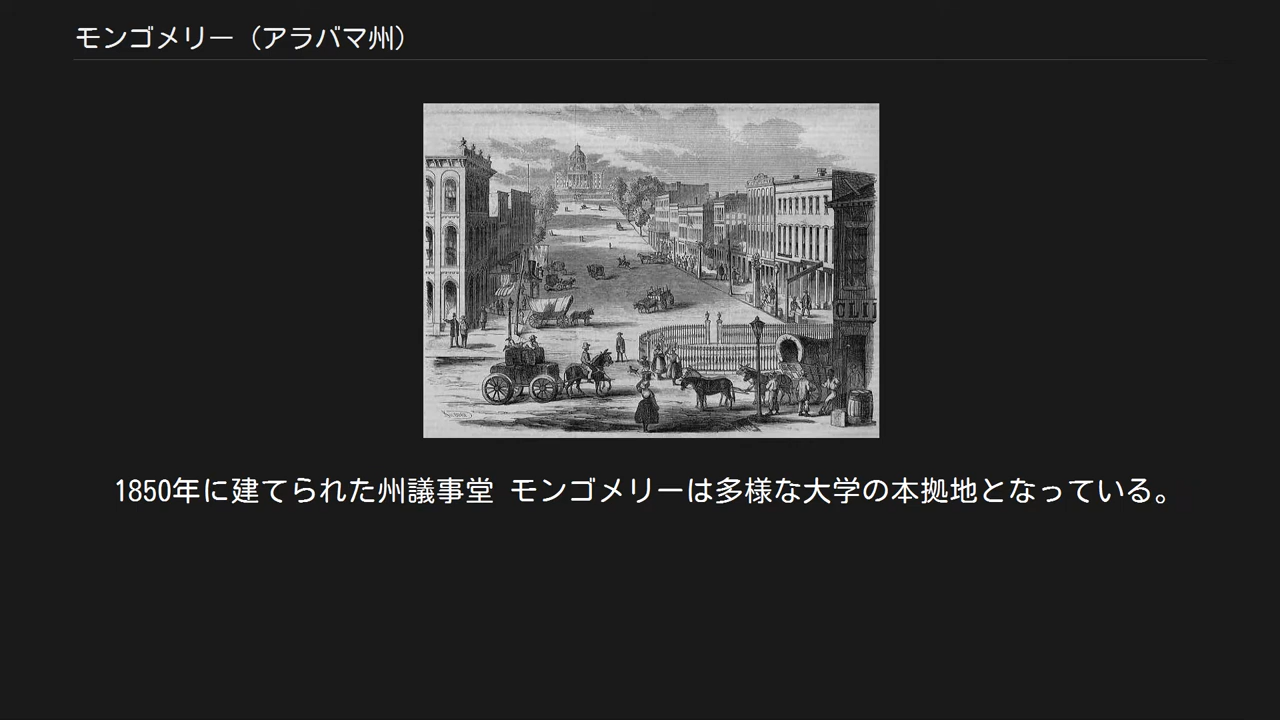 モンゴメリー（アラバマ州）
CLI
1850年に建てられた州議事堂 モンゴメリーは多様な大学の本拠地となっている。